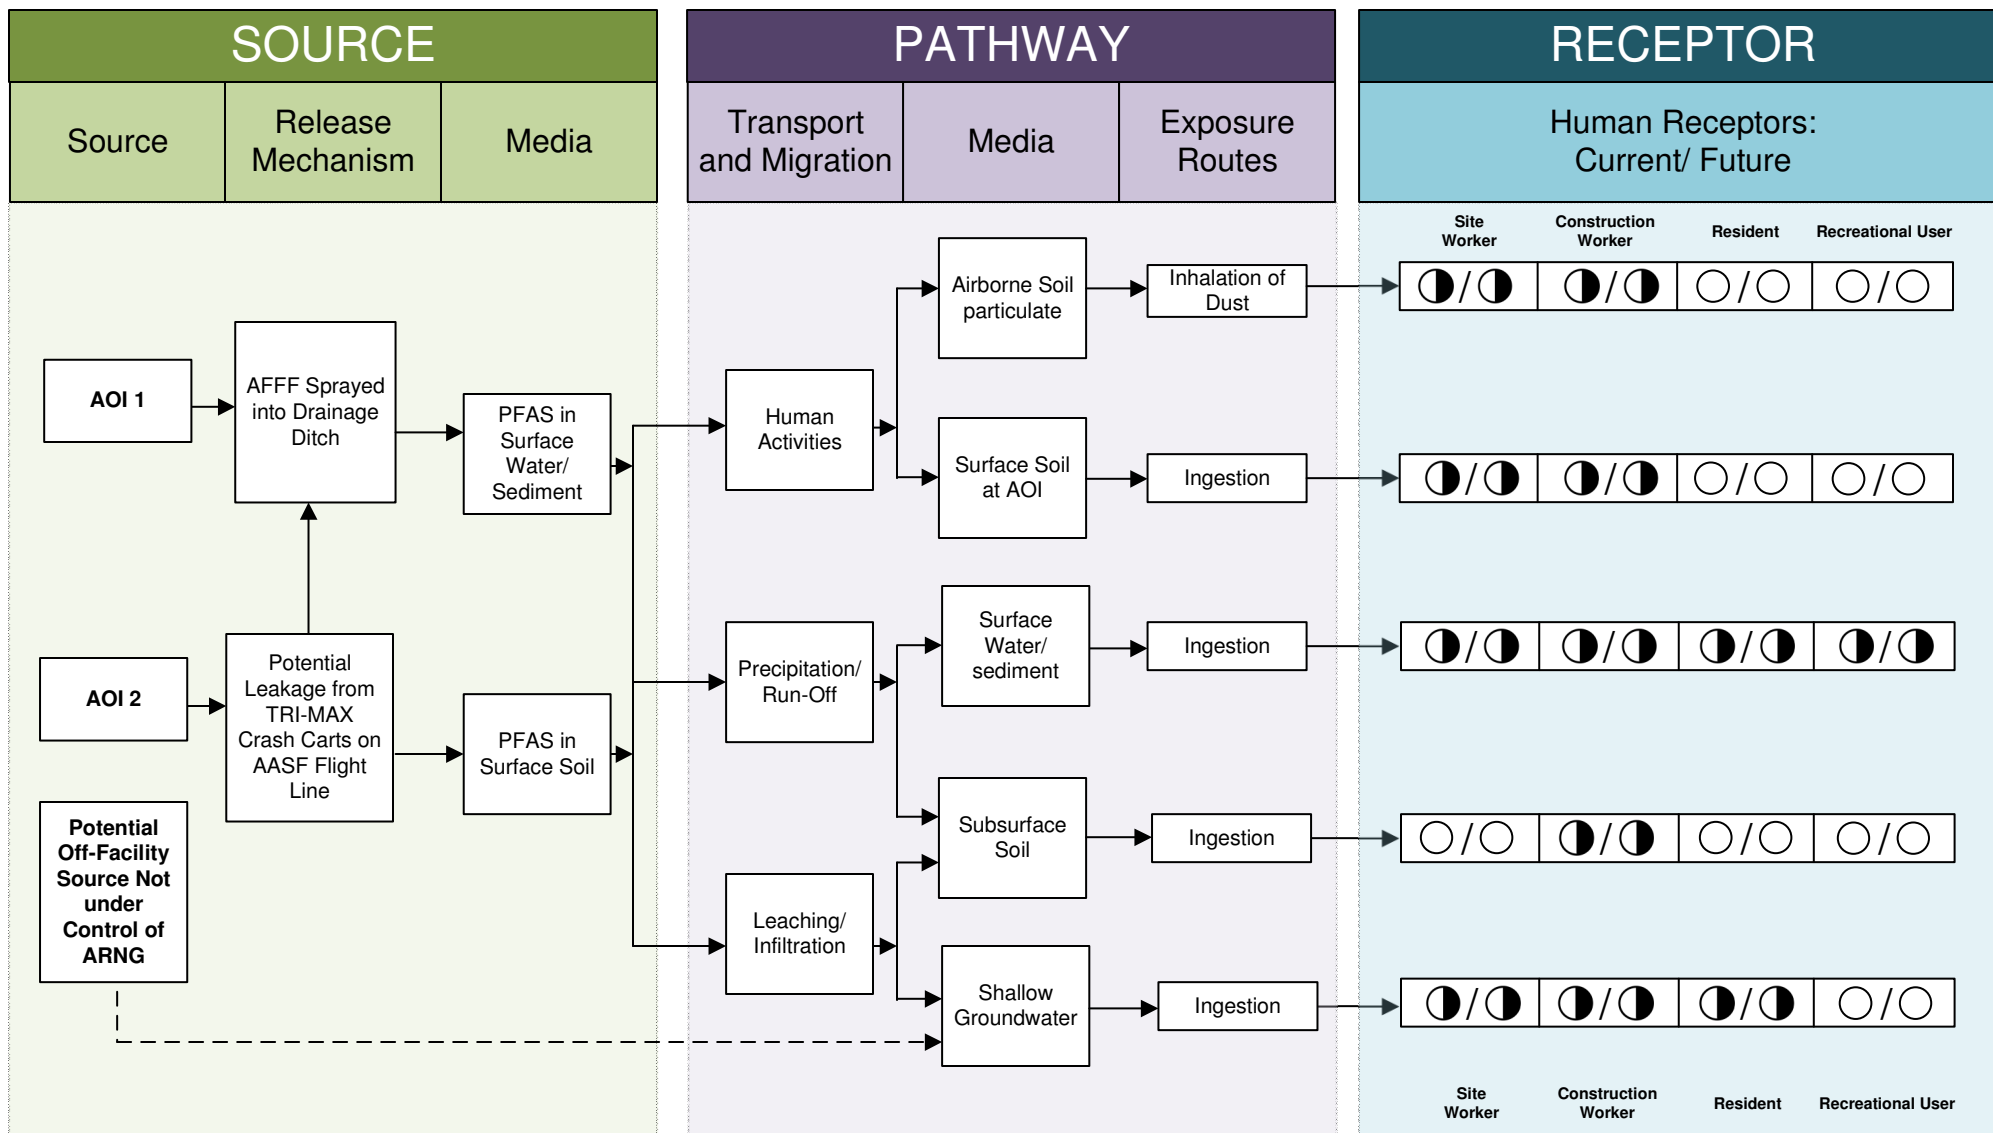 SOURCE
PATHWAY
RECEPTOR
Source
Release
Mechanism
Media
Transport
and Migration
Media
Exposure
Routes
Human Receptors:
Current/ Future
Site
Worker
Construction
Worker
Resident
Recreational User
AOI 1
AFFF Sprayed
into Drainage
Ditch
PFAS in
Surface
Water/
Sediment
AOI 2
Potential
Leakage from
TRI-MAX
Crash Carts on
AASF Flight
Line
PFAS in
Surface Soil
Potential
Off-Facility
Source Not
under
Control of
ARNG
Human
Activities
Precipitation/
Run-Off
Leaching/
Infiltration
Airborne Soil
particulate
Surface Soil
at AOI
Surface
Water/
sediment
Subsurface
Soil
Shallow
Groundwater
Inhalation of
Dust
Ingestion
Ingestion
Ingestion
Ingestion
/ / / /
/ / / /
/ / / /
/ / / /
/ / / /
Site
Worker
Construction
Worker
Resident
Recreational User